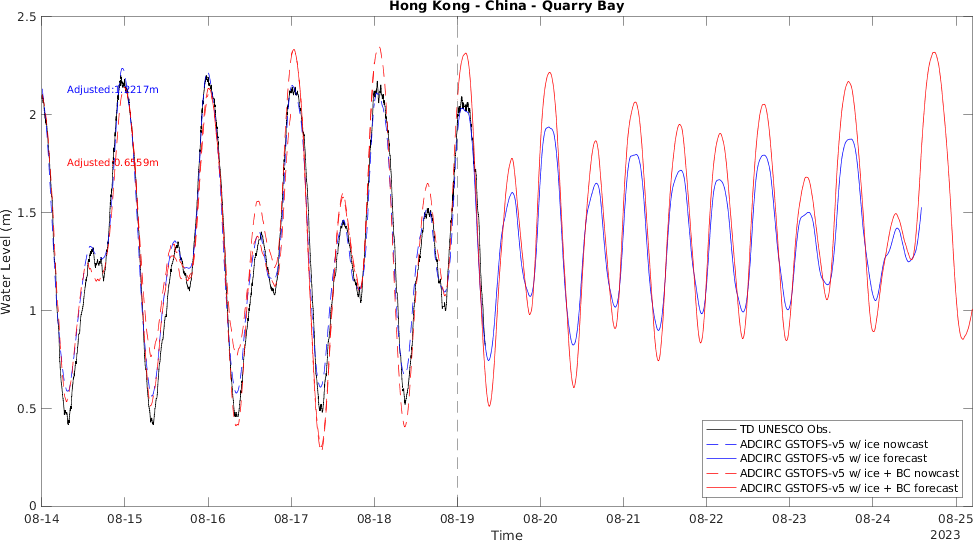 Hong Kong - China - Quarry Bay
Water Level (m)
2.5
2
1.5
1
0.5
0
Adjusted:1.2217m
Adjusted:0.6559m
TD UNESCO Obs.
ADCIRC GSTOFS-v5 w/ ice nowcast
ADCIRC GSTOFS-v5 w/ ice forecast
ADCIRC GSTOFS-v5 w/ ice + BC nowcast
ADCIRC GSTOFS-v5 w/ ice + BC forecast
08-14 08-15 08-16 08-17 08-18 08-19 08-20 08-21 08-22 08-23 08-24 08-25
Time
2023